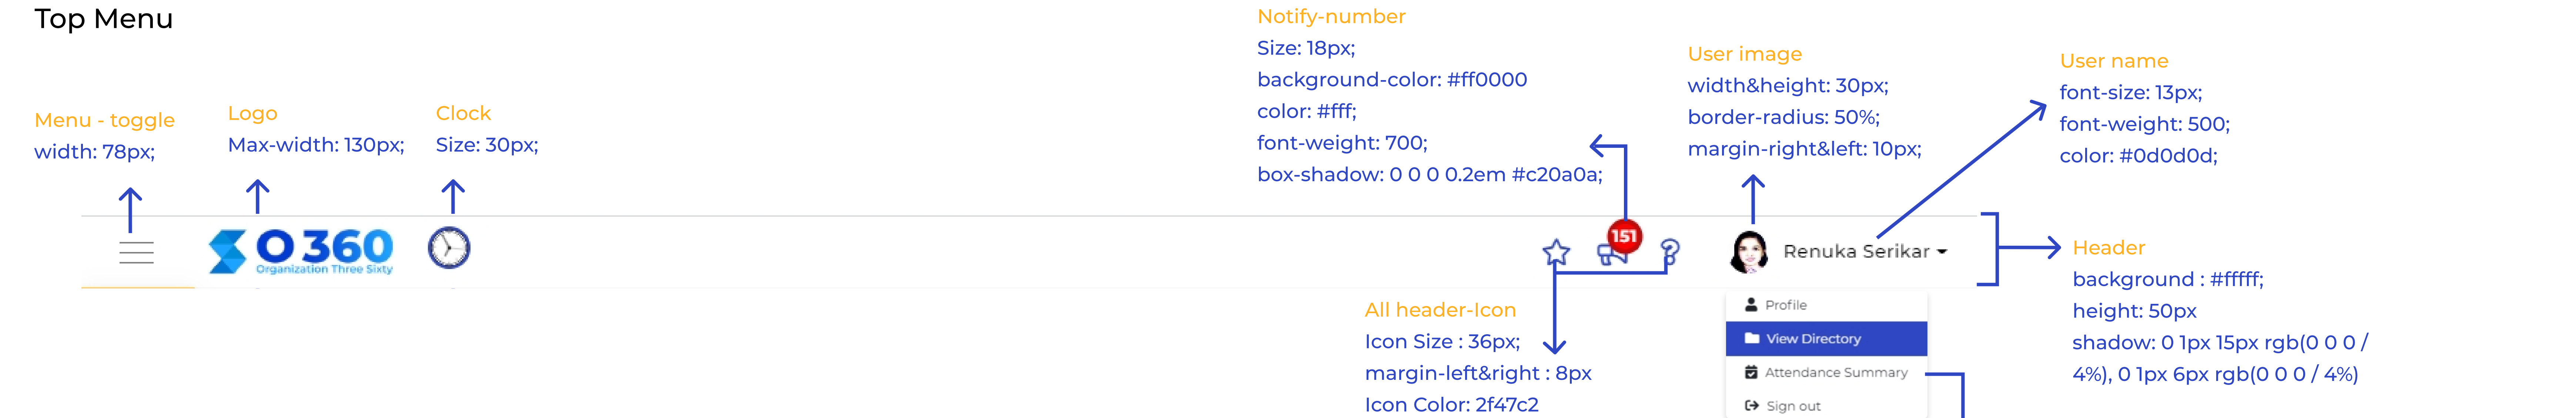 Top Menu
Menu - toggle
width: 78px;
Logo
Max-width: 130px;
Clock
Size: 30px;
Notify-number
Size: 18px;
background-color: #ff0000
color: #fff;
font-weight: 700;
box-shadow: 0 0 0 0.2em #c20a0a;
User image
width&height: 30px;
border-radius: 50%;
margin-right&left: 10px;
User name
font-size: 13px;
font-weight: 500;
color: #0d0d0d;
O 360
Organization Three Sixty
151
Renuka Serikar
Header
background : #fffff;
height: 50px
shadow: 0 1px 15px rgb(0 0 0 /
4%), 0 1px 6px rgb(0 0 0 / 4%)
All header-Icon
Icon Size : 36px;
margin-left&right : 8px
Icon Color: 2f47c2
Profile
View Directory
Attendance Summary
Sign out